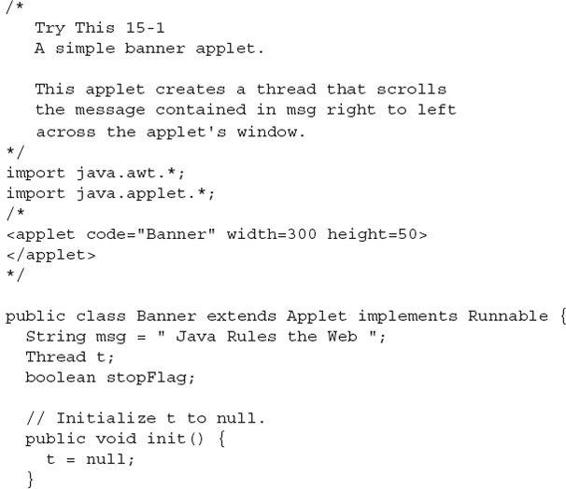 /*
   Try This 15-1
   A simple banner applet.

   This applet creates a thread that scrolls
   the message contained in msg right to left
   across the applet's window.
*/
import java.awt.*;
import java.applet.*;
/*
<applet code="Banner" width=300 height=50>
</applet>
*/

public class Banner extends Applet implements Runnable {
  String msg = " Java Rules the Web ";
  Thread t;
  boolean stopFlag;

  // Initialize t to null.
  public void init() {
    t = null;
  }